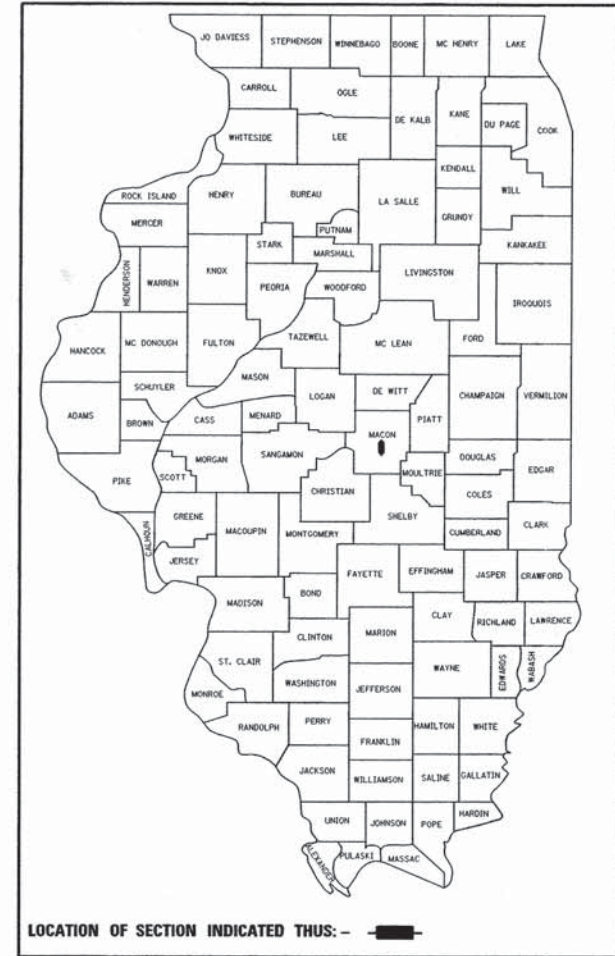 JO DAVIESS STEPHENSON WINNEBAGO BOONE MC HENRY LAKE
CARROLL OGLE
DE KALB KANE DU PAGE COOK
WHITESIDE LEE
KENDALL WILL
ROCK ISLAND HENRY BUREAU LA SALLE GRUNDY
MERCER PUTNAM
STARK MARSHALL KANKAKEE
HENDERSON WARREN KNOX PEORIA WOODFORD LIVINGSTON IROQUOIS
HANCOCK MC DONOUGH FULTON TAZEWELL MC LEAN FORD
SCHUYLER MASON
ADAMS BROWN CASS MENARD LOGAN DE WITT PIATT CHAMPAIGN VERMILION
MACON
PIKE SCOTT MORGAN SANGAMON MOULTRIE DOUGLAS EDGAR
CHRISTIAN COLES
GREENE MACOUPIN MONTGOMERY SHELBY CUMBERLAND CLARK
CALHOUN JERSEY
FAYETTE EFFINGHAM JASPER CRAWFORD
MADISON BOND
CLAY RICHLAND LAWRENCE
CLINTON MARION
ST. CLAIR WAYNE EDWARDS WABASH
MONROE WASHINGTON JEFFERSON
RANDOLPH PERRY HAMILTON WHITE
FRANKLIN
JACKSON WILLIAMSON SALINE GALLATIN
UNION JOHNSON POPE HARDIN
ALEXANDER PULASKI MASSAC
LOCATION OF SECTION INDICATED THUS: –